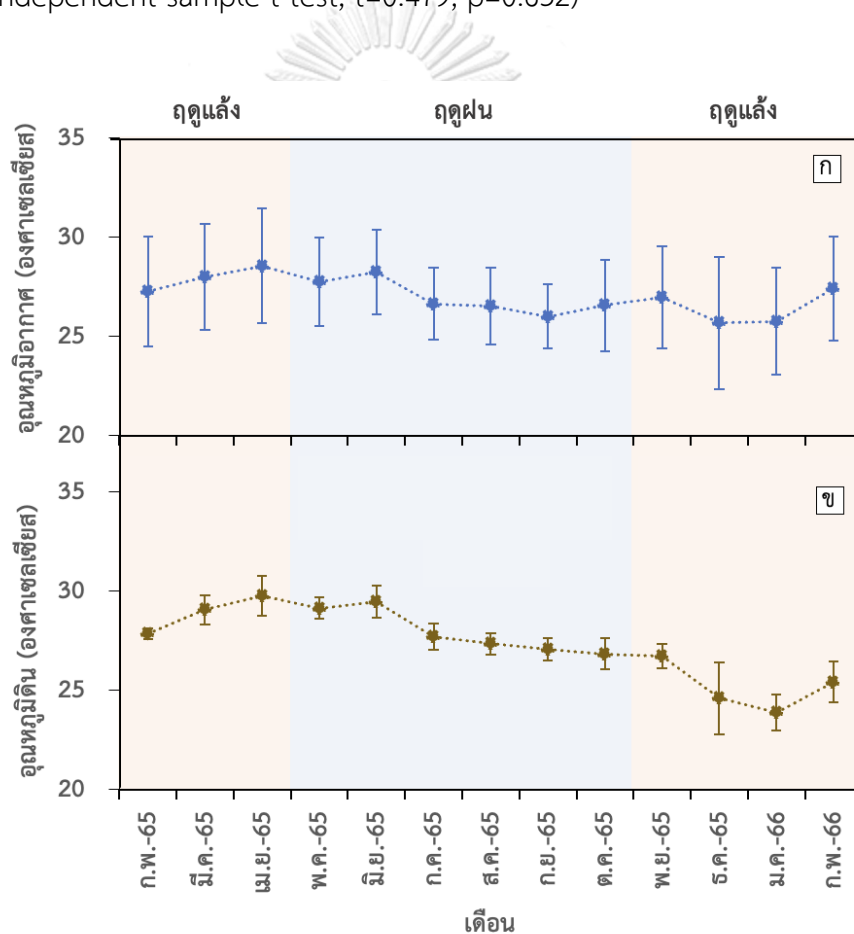 independent sample t-test, t=0.479, p=0.632)
ฤดูแล้ง ฤดูฝน ฤดูแล้ง
35
30
25
20
อุณหภูมิอากาศ (องศาเซลเซียส)
ก
35
30
25
20
อุณหภูมิดิน (องศาเซลเซียส)
ข
ก.พ.-65 มี.ค.-65 เม.ย.-65 พ.ค.-65 มิ.ย.-65 ก.ค.-65 ส.ค.-65 ก.ย.-65 ต.ค.-65 พ.ย.-65 ธ.ค.-65 ม.ค.-66 ก.พ.-66
เดือน